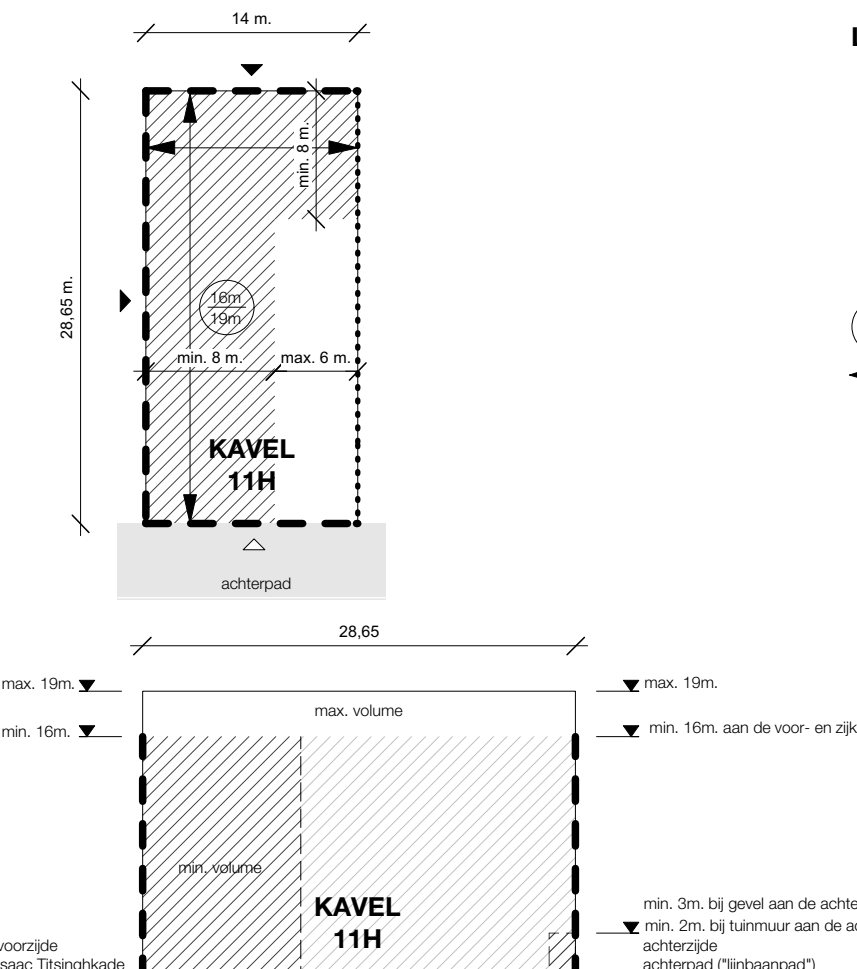 14 m.
min. 8 m.
28,65 m.
16m
19m
min. 8 m.
max. 6 m.
KAVEL
11H
achterpad
28,65
max. 19m.
max. 19m.
max. volume
min. 16m.
min. 16m. aan de voor- en zijk
min. volume
KAVEL
11H
min. 3m. bij gevel aan de achte
min. 2m. bij tuinmuur aan de ac
voorzijde
achterzijde
saac Titsinghkade
achterpad ("lijnbaanpad")